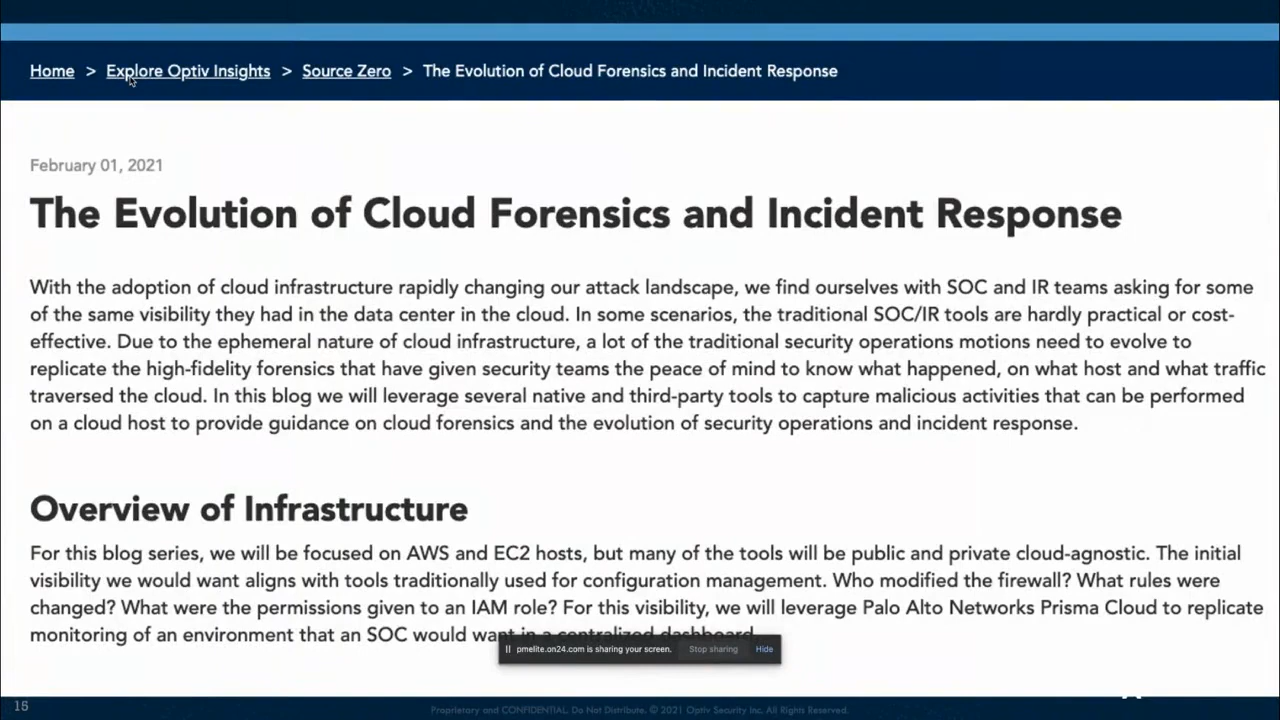 Home > Explore Optiv Insights > Source Zero > The Evolution of Cloud Forensics and Incident Response
February 01, 2021
The Evolution of Cloud Forensics and Incident Response
With the adoption of cloud infrastructure rapidly changing our attack landscape, we find ourselves with SOC and IR teams asking for some
of the same visibility they had in the data center in the cloud. In some scenarios, the traditional SOC/IR tools are hardly practical or cost-
effective. Due to the ephemeral nature of cloud infrastructure, a lot of the traditional security operations motions need to evolve to
replicate the high-fidelity forensics that have given security teams the peace of mind to know what happened, on what host and what traffic
traversed the cloud. In this blog we will leverage several native and third-party tools to capture malicious activities that can be performed
on a cloud host to provide guidance on cloud forensics and the evolution of security operations and incident response.
Overview of Infrastructure
For this blog series, we will be focused on AWS and EC2 hosts, but many of the tools will be public and private cloud-agnostic. The initial
visibility we would want aligns with tools traditionally used for configuration management. Who modified the firewall? What rules were
changed? What were the permissions given to an IAM role? For this visibility, we will leverage Palo Alto Networks Prisma Cloud to replicate
monitoring of an environment that an SOC would want in a centralized dashboard.
pmelite.on24.com is sharing your screen. Stop sharing Hide
15
Proprietary and CONFIDENTIAL. Do Not Distribute. © 2021 Optiv Security Inc. All Rights Reserved.